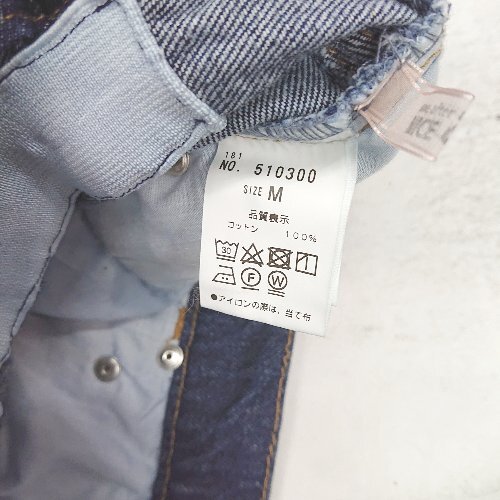 181
NO. 510300
SIZE M
品質表示
コットン 100%
30
F W
●アイロンの際は、当て布